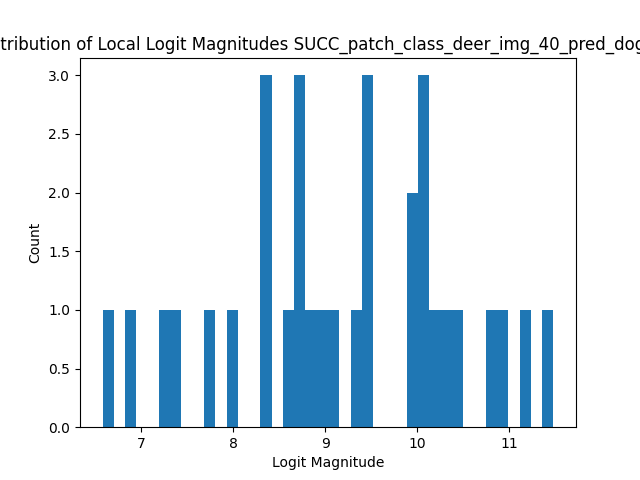 tribution of Local Logit Magnitudes SUCC_patch_class_deer_img_40_pred_dog
3.0
2.5
2.0
1.5
1.0
0.5
0.0
Count
7 8 9 10 11
Logit Magnitude